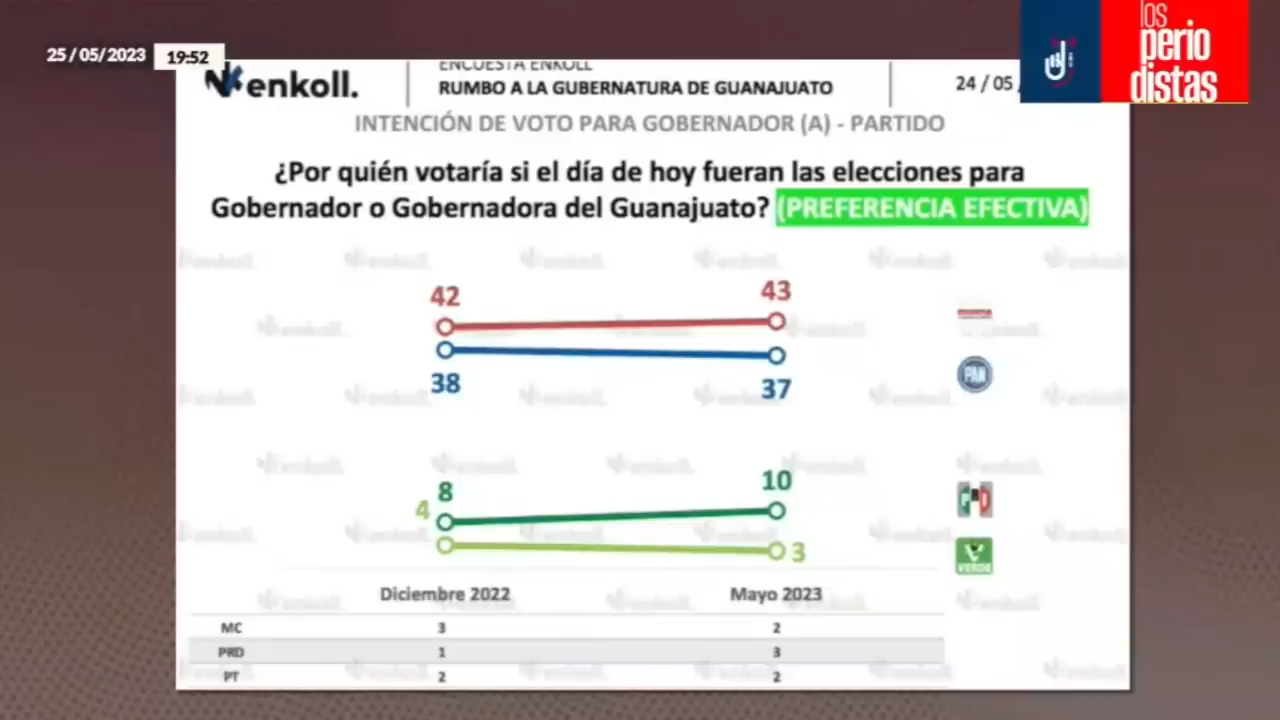 25 / 05 / 2023 19:52
los
perio
distas
enkoll.
ENCUESTA ENKOLL
RUMBO A LA GUBERNATURA DE GUANAJUATO
24 / 05
INTENCIÓN DE VOTO PARA GOBERNADOR (A) - PARTIDO
¿Por quién votaría si el día de hoy fueran las elecciones para
Gobernador o Gobernadora del Guanajuato? (PREFERENCIA EFECTIVA)
42 43
38 37
PAN
8 10
4 3
PRI
VERDE
Diciembre 2022 Mayo 2023
MC 3 2
PRD 1 3
PT 2 2